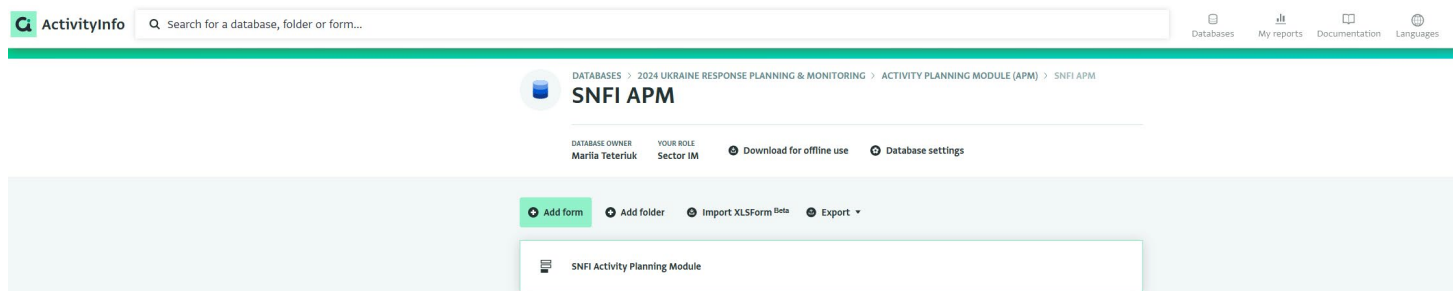 ActivityInfo
Search for a database, folder or form...
Databases
My reports
Documentation
Languages
DATABASES > 2024 UKRAINE RESPONSE PLANNING & MONITORING > ACTIVITY PLANNING MODULE (APM) > SNFI APM
SNFI APM
DATABASE OWNER
Mariia Teteriuk
YOUR ROLE
Sector IM
Download for offline use
Database settings
Add form
Add folder
Import XLSForm Beta
Export
SNFI Activity Planning Module